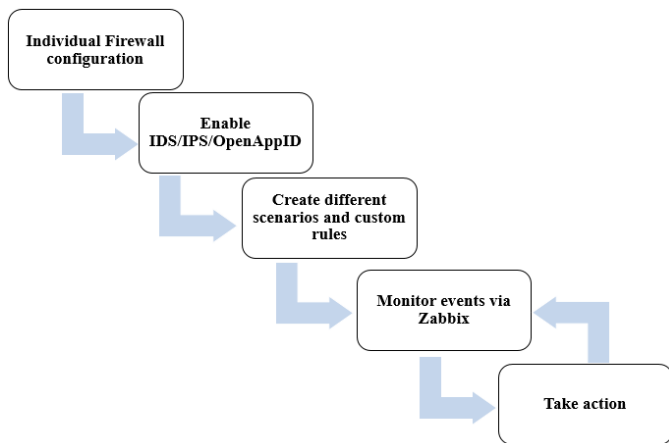 Individual Firewall
configuration
Enable
IDS/IPS/OpenAppID
Create different
scenarios and custom
rules
Monitor events via
Zabbix
Take action